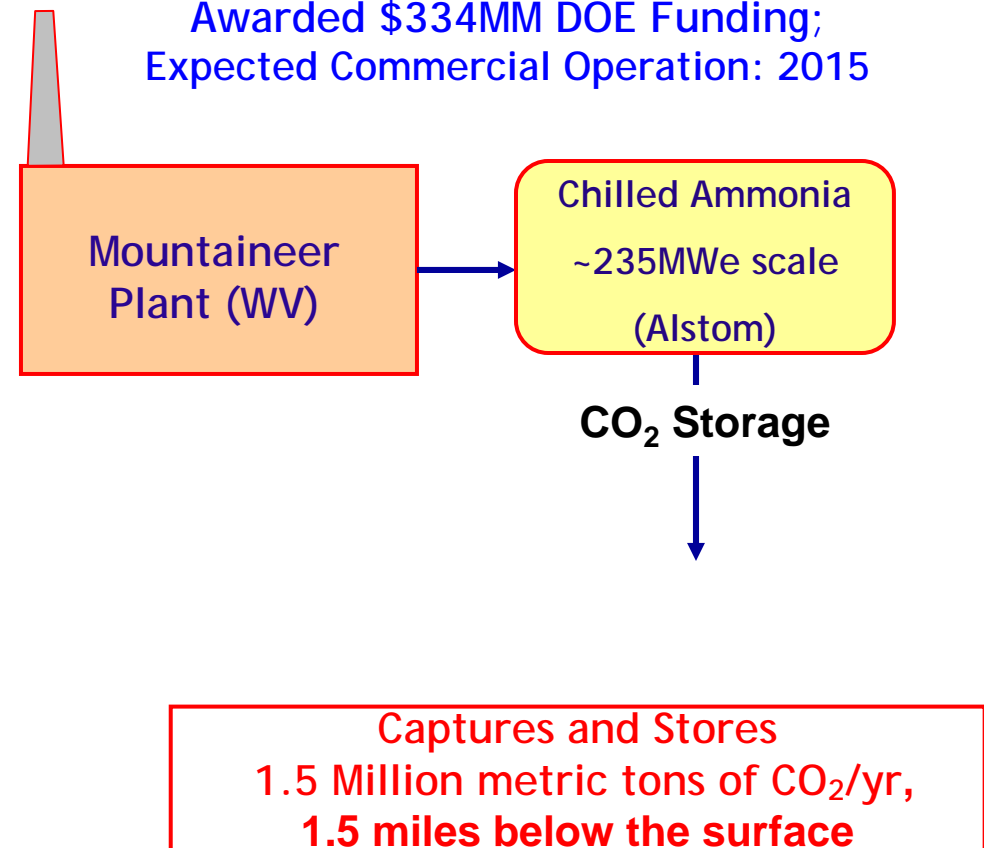 Awarded $334MM DOE Funding;
Expected Commercial Operation: 2015
Mountaineer
Plant (WV)
Chilled Ammonia
~235MWe scale
(Alstom)
CO₂ Storage
Captures and Stores
1.5 Million metric tons of CO₂/yr,
1.5 miles below the surface